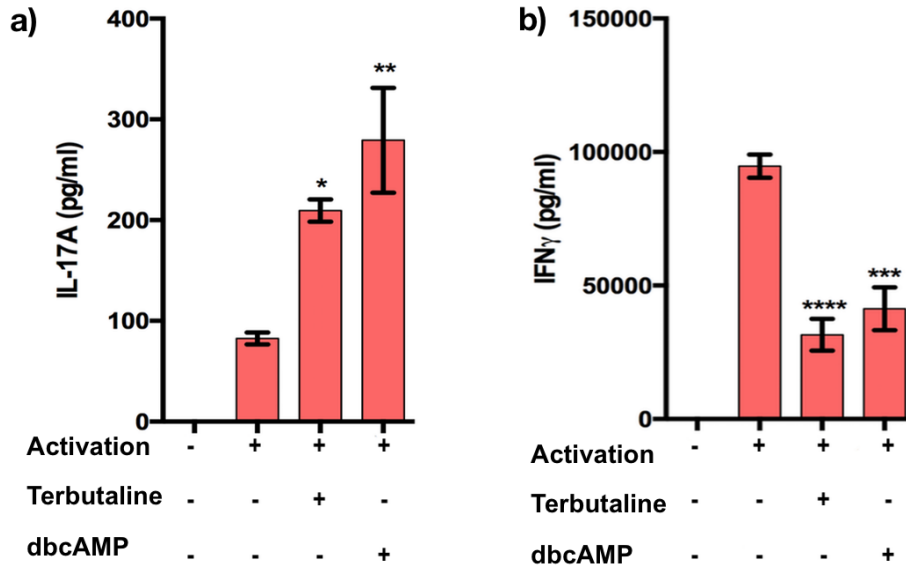 a)
IL-17A (pg/ml)
400
300
200
100
0
*
**
Activation - + + +
Terbutaline - - + -
dbcAMP - - - +
b)
IFNγ (pg/ml)
150000
100000
50000
0
****
***
Activation - + + +
Terbutaline - - + -
dbcAMP - - - +